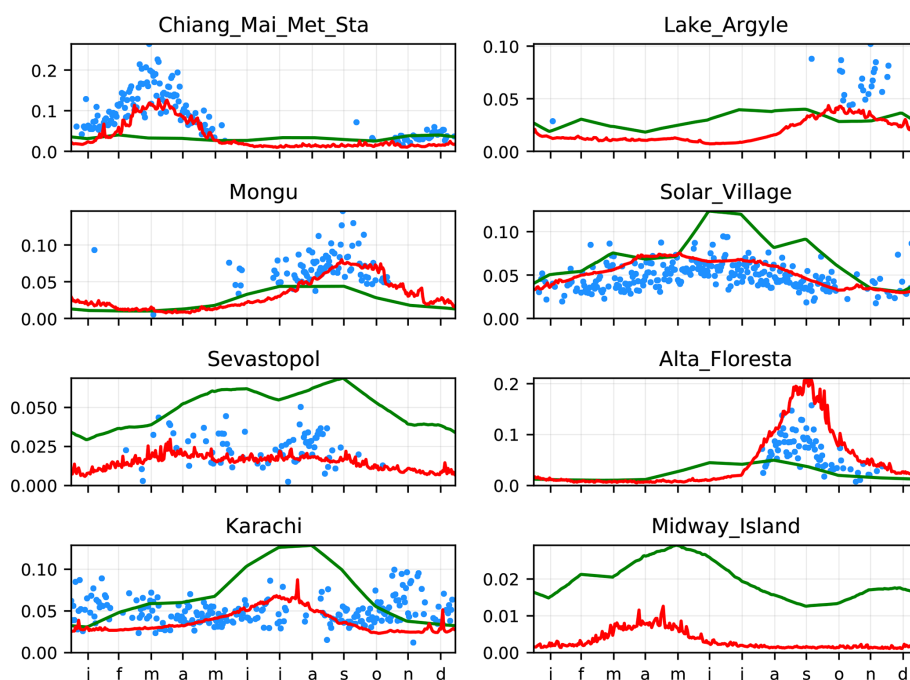 Chiang_Mai_Met_Sta
0.2
0.1
0.0
Lake_Argyle
0.10
0.05
0.00
Mongu
0.10
0.05
0.00
Solar_Village
0.10
0.05
0.00
Sevastopol
0.050
0.025
0.000
Alta_Floresta
0.2
0.1
0.0
Karachi
0.10
0.05
0.00
j f m a m j j a s o n d
Midway_Island
0.02
0.01
0.00
j f m a m j j a s o n d